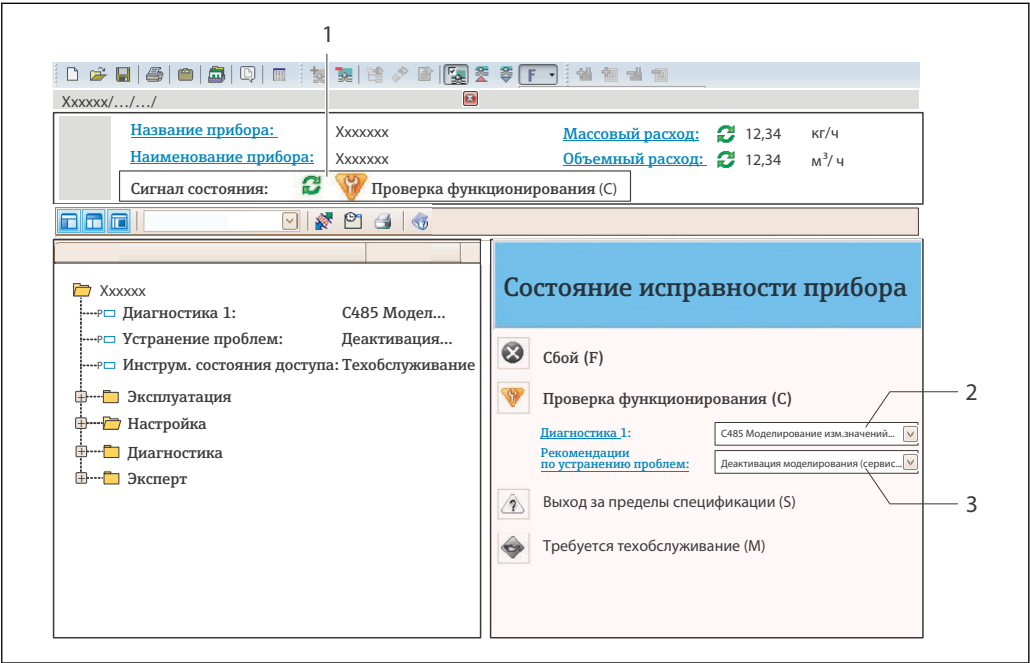 1
F
Xxxxxx/.../.../
Название прибора: Xxxxxxx Массовый расход: 12,34 кг/ч
Наименование прибора: Xxxxxxx Объемный расход: 12,34 м³/ ч
Сигнал состояния: Проверка функционирования (C)
Xxxxxx
P Диагностика 1: C485 Модел...
P Устранение проблем: Деактивация...
P Инструм. состояния доступа: Техобслуживание
Эксплуатация
Настройка
Диагностика
Эксперт
Состояние исправности прибора
Сбой (F)
Проверка функционирования (C)
2
Диагностика 1: C485 Моделирование изм.значений...
Рекомендации
по устранению проблем: Деактивация моделирования (сервис...
3
Выход за пределы спецификации (S)
Требуется техобслуживание (M)